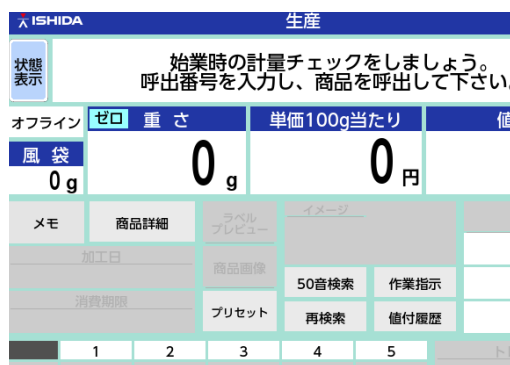 ISHIDA
生産
状態
表示
始業時の計量チェックをしましょう。
呼出番号を入力し、商品を呼出して下さい
オフライン
ゼロ
重さ
単価100g当たり
値
風袋
0 g
0 g
0 円
メモ
商品詳細
ラベル
プレビュー
イメージ
加工日
商品画像
50音検索
作業指示
消費期限
プリセット
再検索
値付履歴
1
2
3
4
5